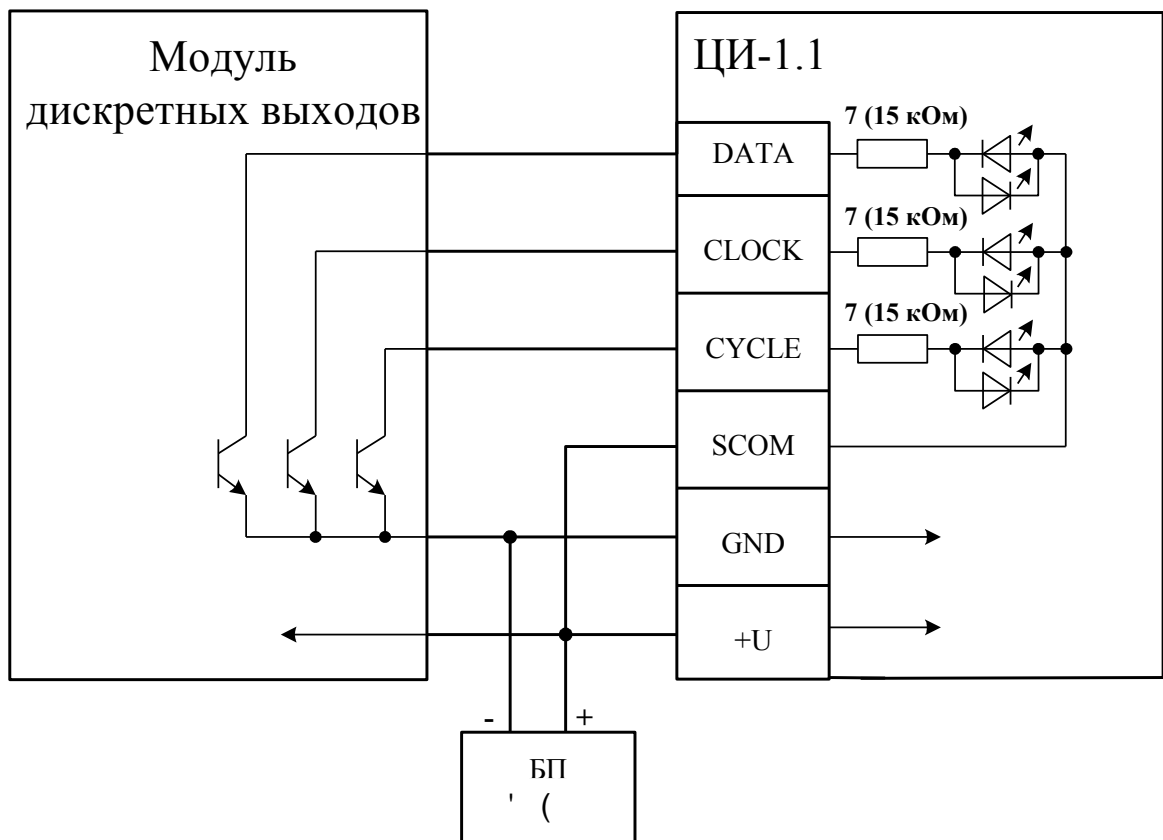 Модуль
дискретных выходов
ЦИ-1.1
7 (15 кОм)
DATA
7 (15 кОм)
CLOCK
7 (15 кОм)
CYCLE
SCOM
GND
+U
- +
БП